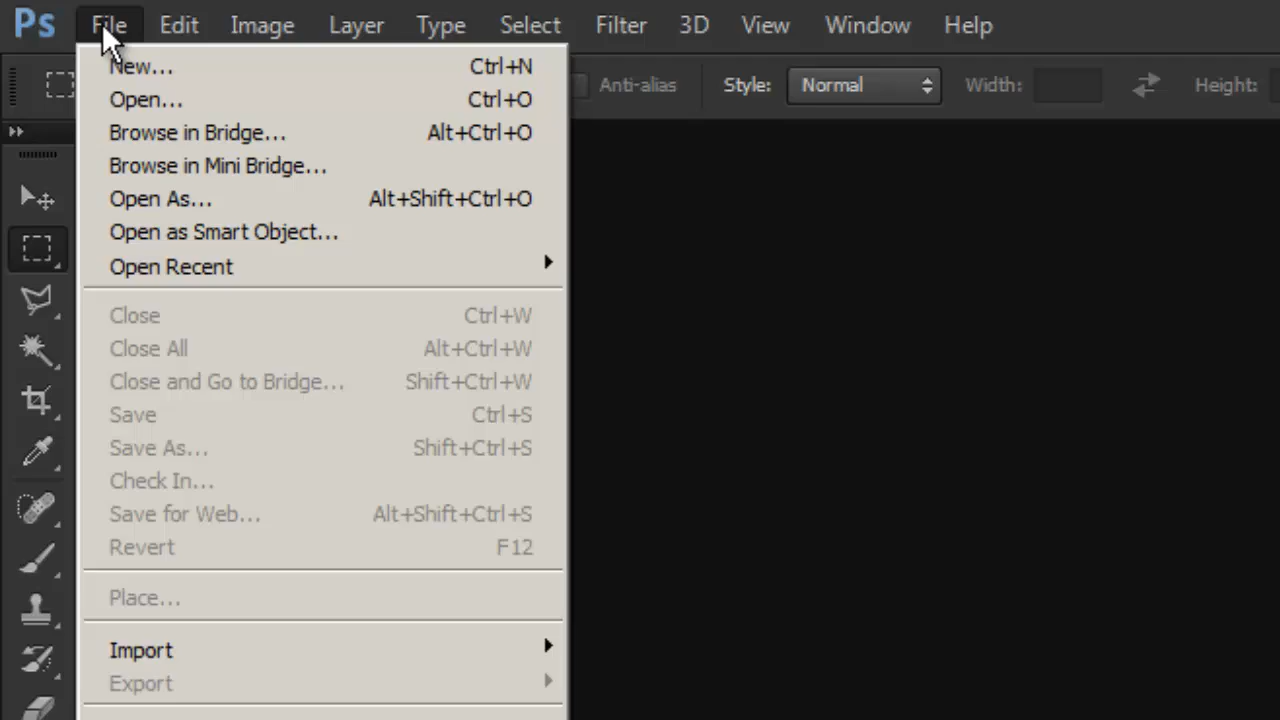 Ps File Edit Image Layer Type Select Filter 3D View Window Help
Anti-alias Style: Normal Width: Height:
New... Ctrl+N
Open... Ctrl+O
Browse in Bridge... Alt+Ctrl+O
Browse in Mini Bridge...
Open As... Alt+Shift+Ctrl+O
Open as Smart Object...
Open Recent
Close Ctrl+W
Close All Alt+Ctrl+W
Close and Go to Bridge... Shift+Ctrl+W
Save Ctrl+S
Save As... Shift+Ctrl+S
Check In...
Save for Web... Alt+Shift+Ctrl+S
Revert F12
Place...
Import
Export